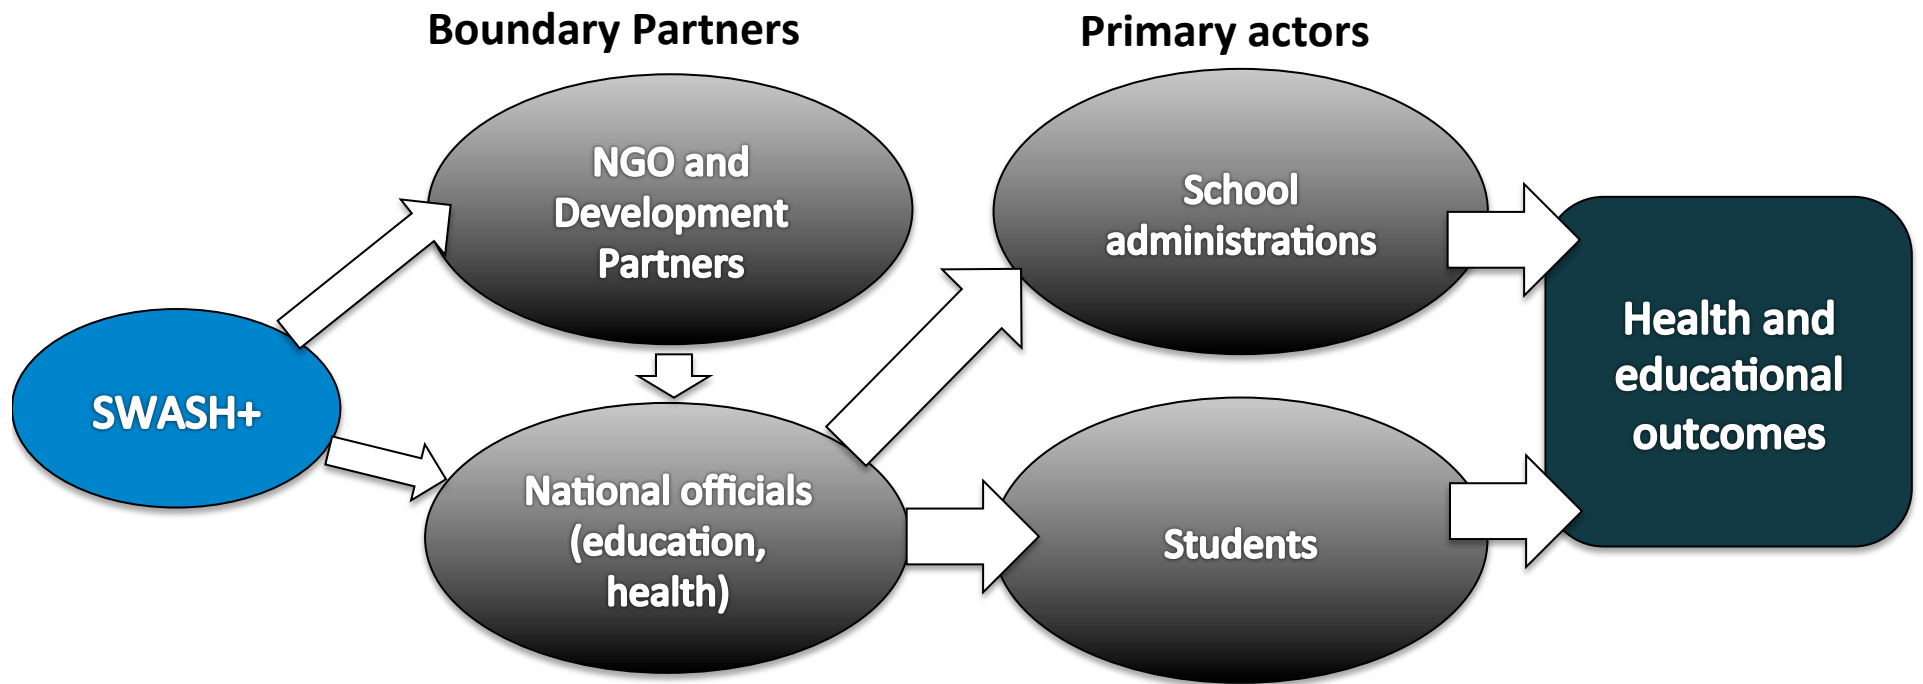 Boundary Partners
Primary actors
NGO and
Development
Partners
School
administrations
SWASH+
Health and
educational
outcomes
National officials
(education,
health)
Students